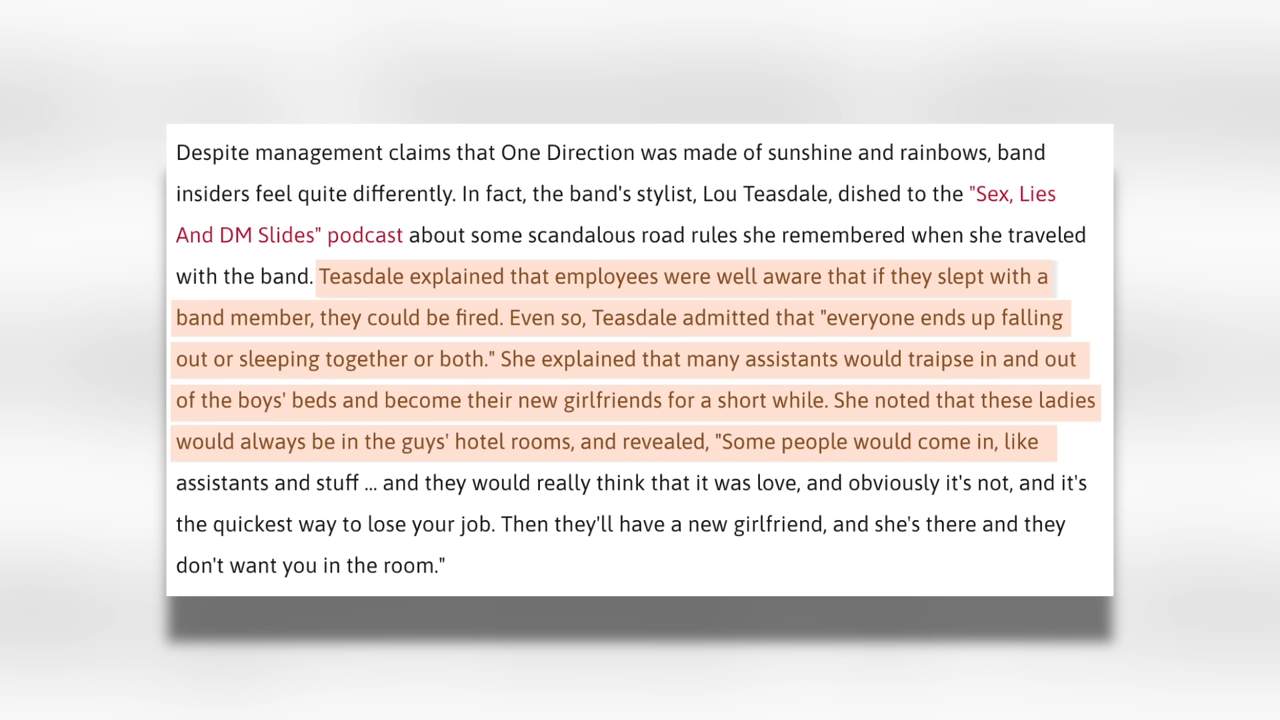 Despite management claims that One Direction was made of sunshine and rainbows, band
insiders feel quite differently. In fact, the band's stylist, Lou Teasdale, dished to the "Sex, Lies
And DM Slides" podcast about some scandalous road rules she remembered when she traveled
with the band. Teasdale explained that employees were well aware that if they slept with a
band member, they could be fired. Even so, Teasdale admitted that "everyone ends up falling
out or sleeping together or both." She explained that many assistants would traipse in and out
of the boys' beds and become their new girlfriends for a short while. She noted that these ladies
would always be in the guys' hotel rooms, and revealed, "Some people would come in, like
assistants and stuff ... and they would really think that it was love, and obviously it's not, and it's
the quickest way to lose your job. Then they'll have a new girlfriend, and she's there and they
don't want you in the room."